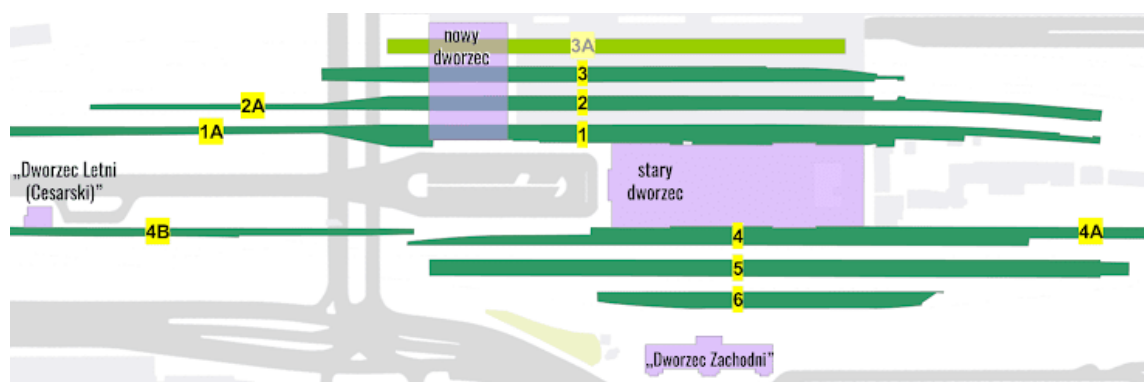 nowy
dworzec
3A
3
2A
2
1A
1
„Dworzec Letni
(Cesarski)”
stary
dworzec
4B
4
4A
5
6
„Dworzec Zachodni”